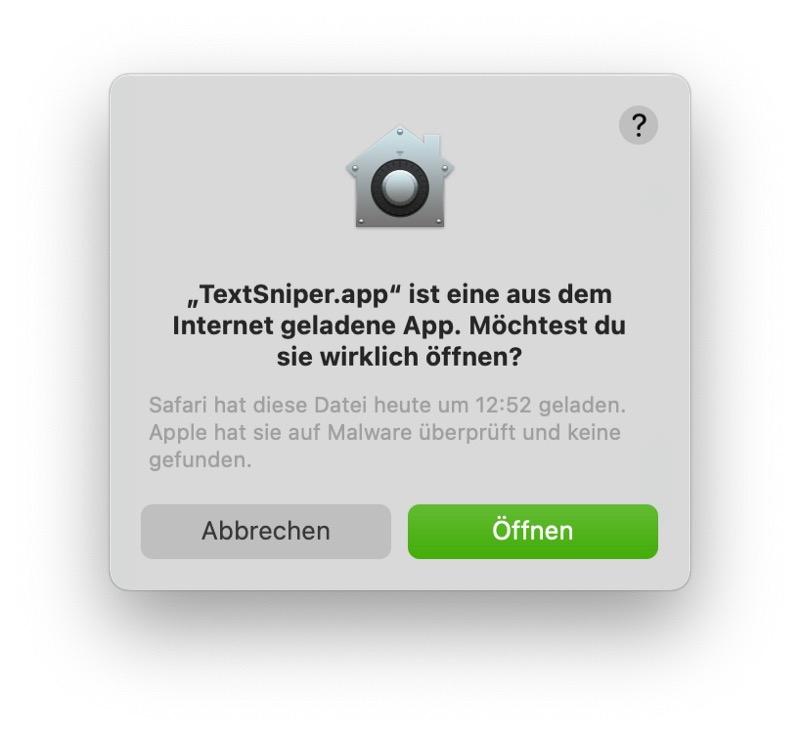 ?
„TextSniper.app“ ist eine aus dem
Internet geladene App. Möchtest du
sie wirklich öffnen?
Safari hat diese Datei heute um 12:52 geladen.
Apple hat sie auf Malware überprüft und keine
gefunden.
Abbrechen
Öffnen